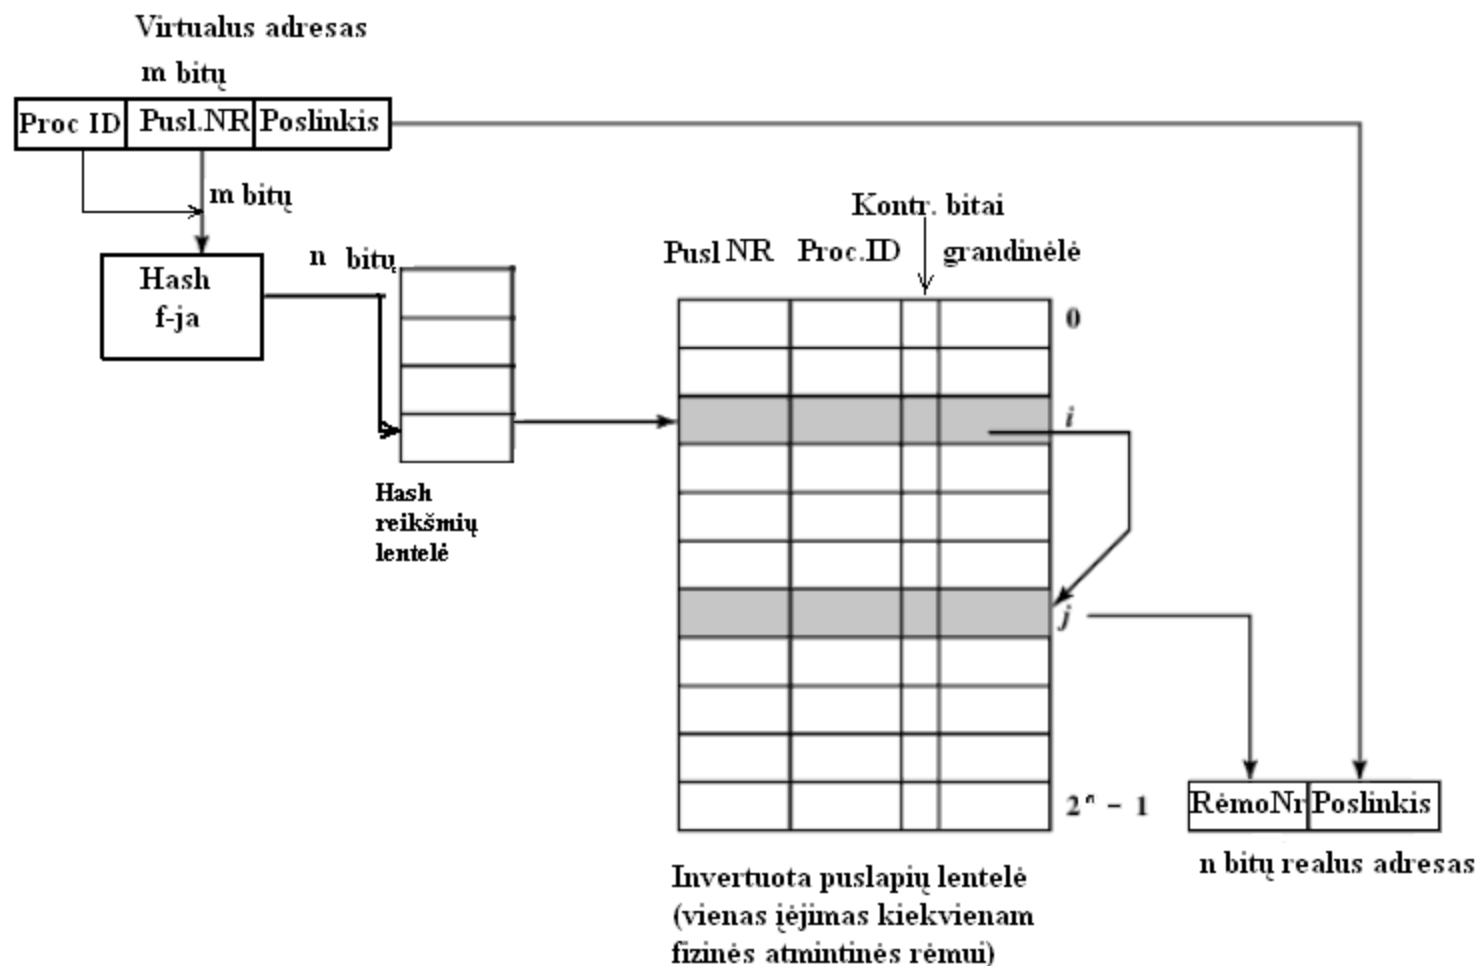 Virtualus adresas
m bitų
Proc ID Pusl.NR Poslinkis
m bitų
Hash
f-ja
n bitų
Hash
reikšmių
lentelė
Kontr. bitai
Pusl NR Proc.ID grandinėlė
0
i
j
2ⁿ - 1
RėmoNr Poslinkis
n bitų realus adresas
Invertuota puslapių lentelė
(vienas įėjimas kiekvienam
fizinės atmintinės rėmui)